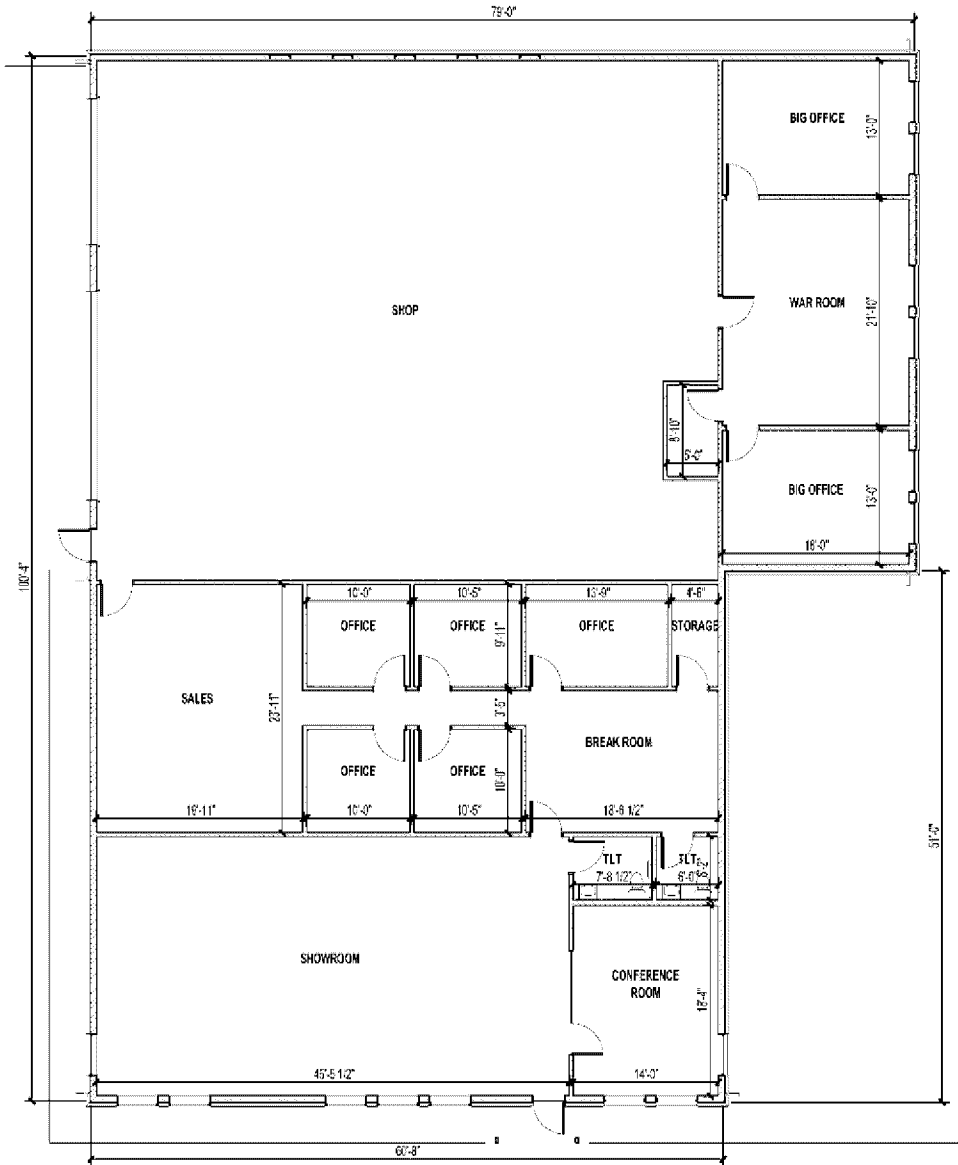 79'-0"
BIG OFFICE
13'-0"
SHOP
WAR ROOM
21'-10"
8'-10"
BIG OFFICE
13'-0"
16'-0"
100'-4"
10'-0"
10'-5"
13'-9"
4'-6"
OFFICE
OFFICE
OFFICE
STORAGE
9'-11"
SALES
23'-11"
3'-5"
BREAK ROOM
OFFICE
OFFICE
10'-0"
19'-11"
10'-0"
10'-5"
18'-6 1/2"
51'-0"
TLT
TLT
7'-8 1/2"
6'-0"
SHOWROOM
CONFERENCE
ROOM
18'-4"
45'-5 1/2"
14'-0"
60'-8"